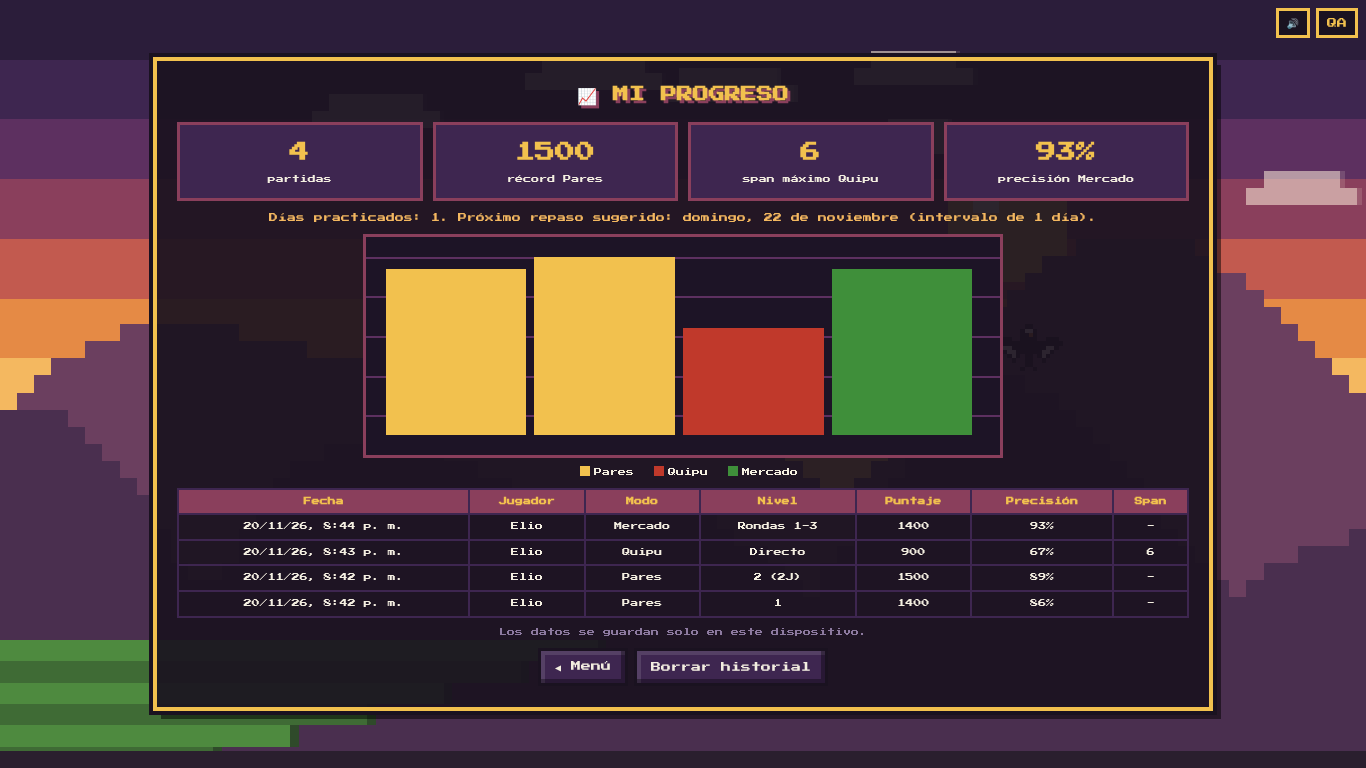 QA
MI PROGRESO
4
partidas
1500
récord Pares
6
span máximo Quipu
93%
precisión Mercado
Días practicados: 1. Próximo repaso sugerido: domingo, 22 de noviembre (intervalo de 1 día).
Pares Quipu Mercado
Fecha Jugador Modo Nivel Puntaje Precisión Span
20/11/26, 8:44 p. m. Elio Mercado Rondas 1-3 1400 93% -
20/11/26, 8:43 p. m. Elio Quipu Directo 900 67% 6
20/11/26, 8:42 p. m. Elio Pares 2 (2J) 1500 89% -
20/11/26, 8:42 p. m. Elio Pares 1 1400 86% -
Los datos se guardan solo en este dispositivo.
◂ Menú Borrar historial